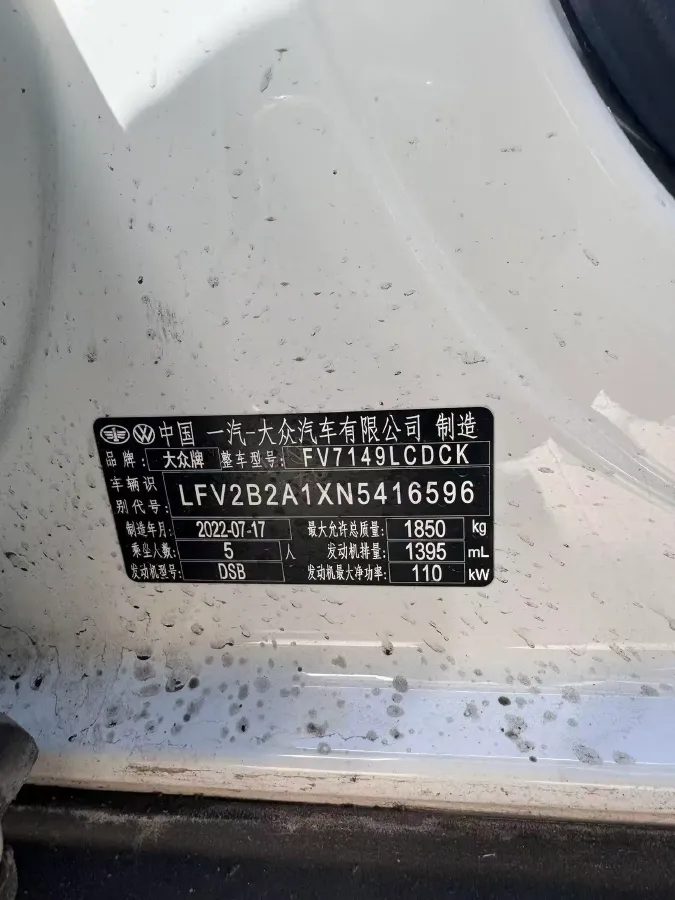 中国 一汽-大众汽车有限公司 制造
品牌: 大众牌 整车型号: FV7149LCDCK
车辆识别代号: LFV2B2A1XN5416596
制造年月: 2022-07-17 最大允许总质量: 1850 kg
乘坐人数: 5 人 发动机排量: 1395 mL
发动机型号: DSB 发动机最大净功率: 110 kW